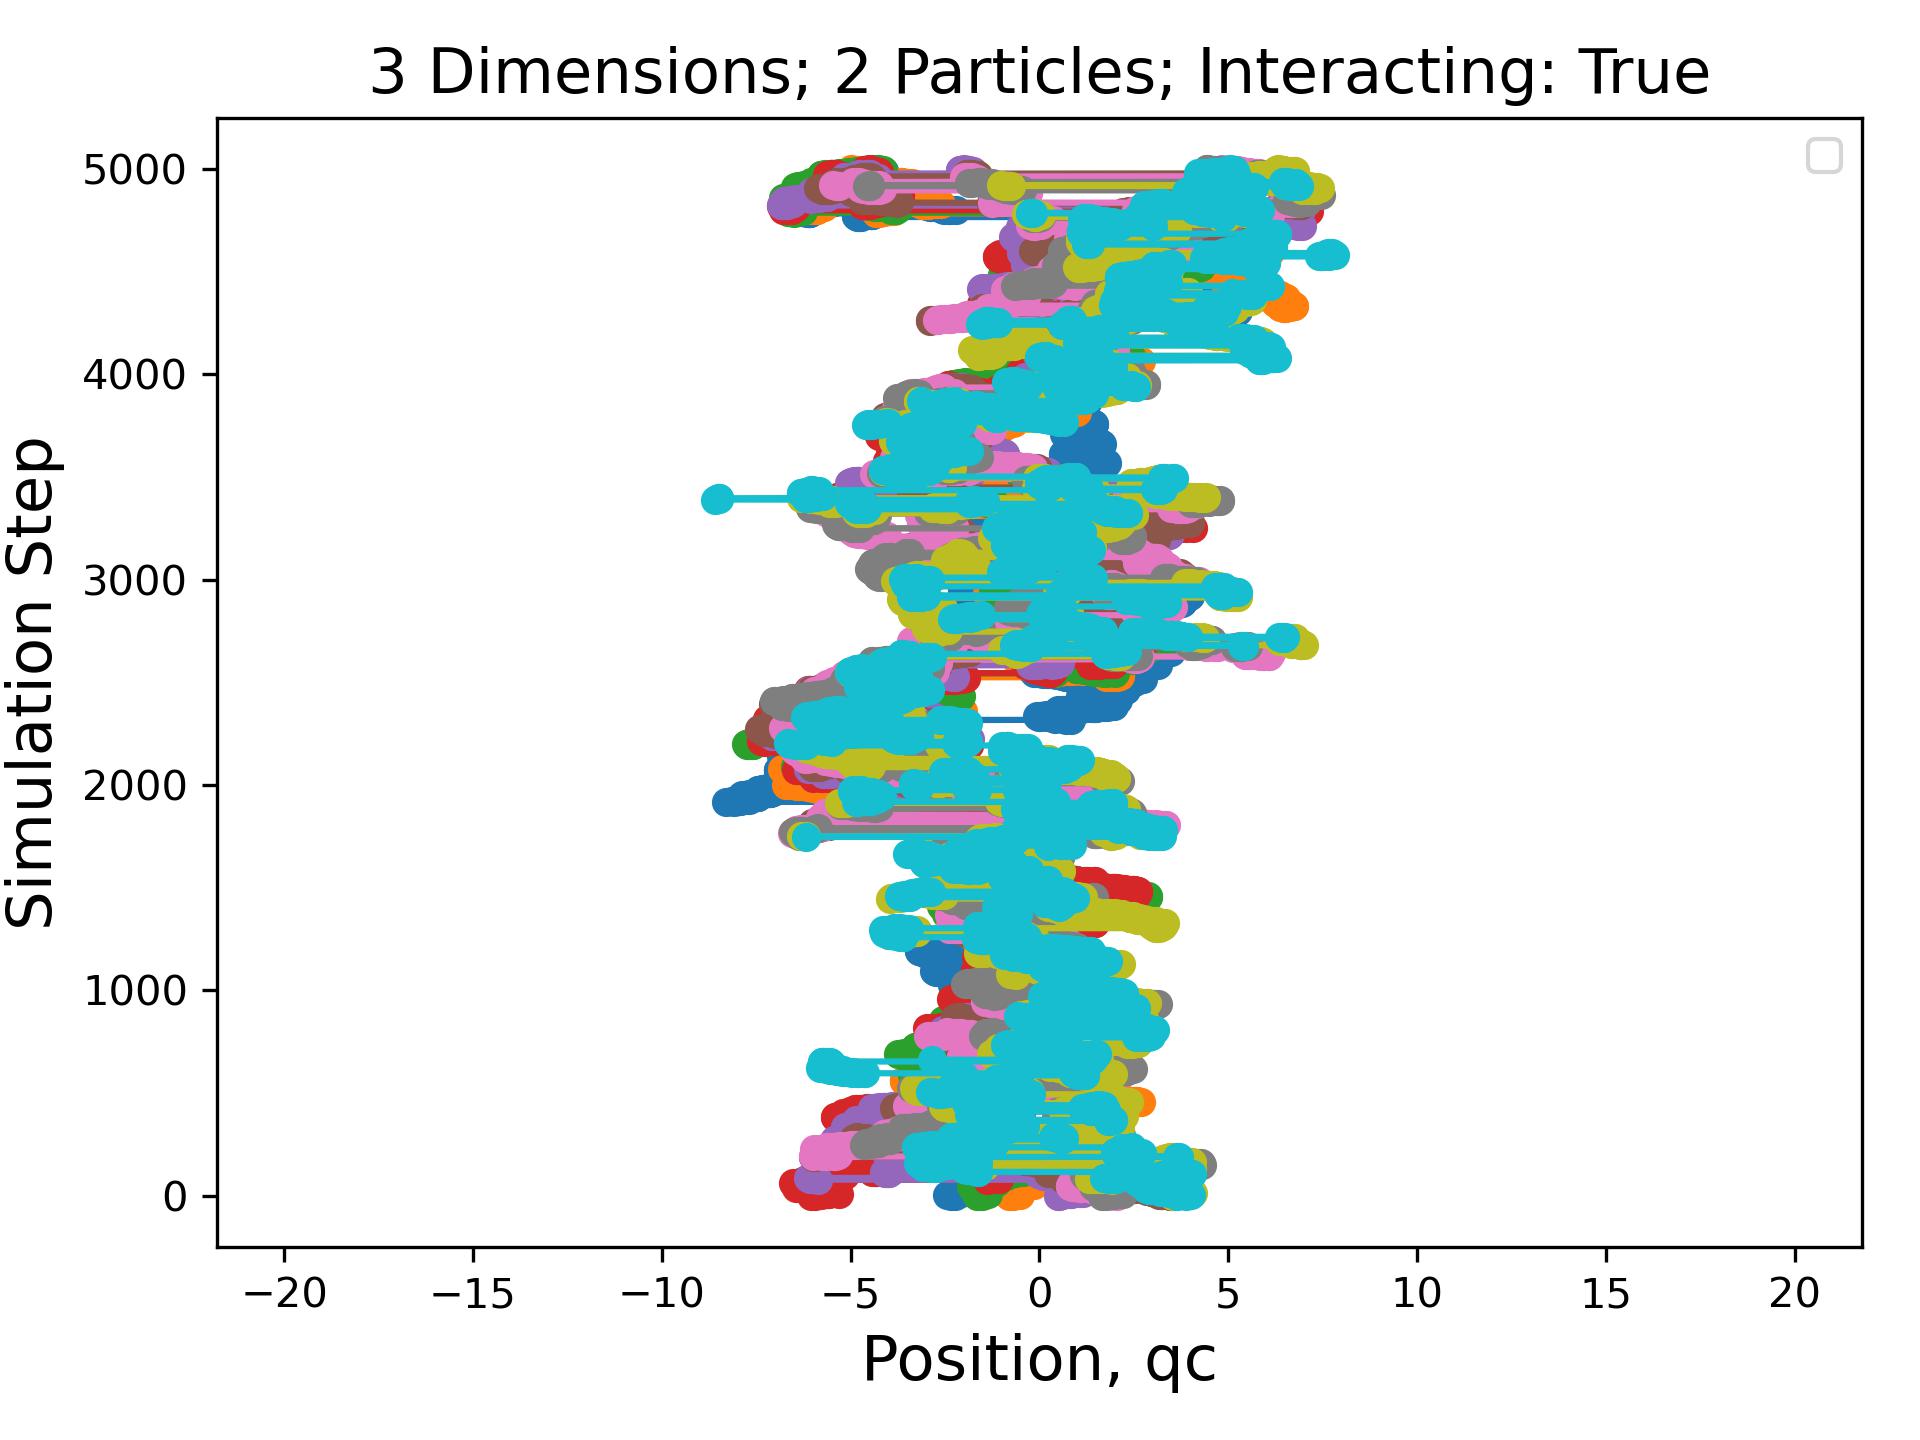 3 Dimensions; 2 Particles; Interacting: True
Simulation Step
5000
4000
3000
2000
1000
0
−20 −15 −10 −5 0 5 10 15 20
Position, qc